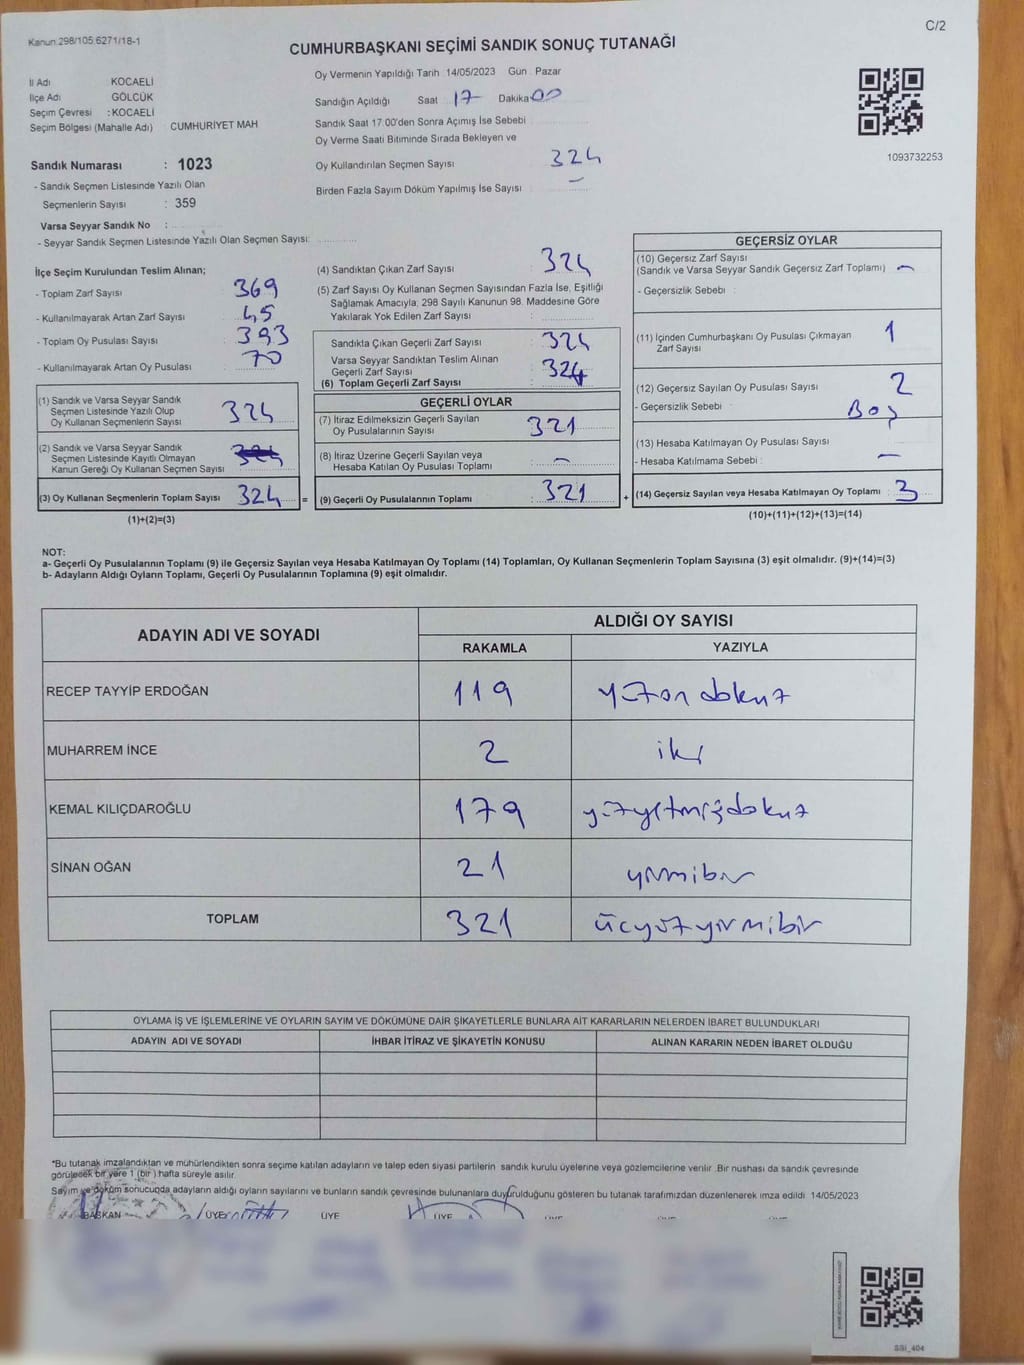 C/2
Kanun:298/105.6271/18-1
CUMHURBAŞKANI SEÇİMİ SANDIK SONUÇ TUTANAĞI
İl Adı KOCAELİ
İlçe Adı GÖLCÜK
Seçim Çevresi : KOCAELİ
Seçim Bölgesi (Mahalle Adı) CUMHURİYET MAH
Sandık Numarası : 1023
- Sandık Seçmen Listesinde Yazılı Olan
Seçmenlerin Sayısı : 359
Varsa Seyyar Sandık No :
- Seyyar Sandık Seçmen Listesinde Yazılı Olan Seçmen Sayısı:
Oy Vermenin Yapıldığı Tarih : 14/05/2023 Gün : Pazar
Sandığın Açıldığı Saat 17 Dakika 00
Sandık Saat 17.00'den Sonra Açımış İse Sebebi
Oy Verme Saati Bitiminde Sırada Bekleyen ve
Oy Kullandırılan Seçmen Sayısı 324
Birden Fazla Sayım Döküm Yapılmış İse Sayısı : –
1093732253
İlçe Seçim Kurulundan Teslim Alınan;
- Toplam Zarf Sayısı 369
- Kullanılmayarak Artan Zarf Sayısı : 45
- Toplam Oy Pusulası Sayısı : 393
- Kullanılmayarak Artan Oy Pusulası : 70
(1) Sandık ve Varsa Seyyar Sandık
Seçmen Listesinde Yazılı Olup
Oy Kullanan Seçmenlerin Sayısı 324
(2) Sandık ve Varsa Seyyar Sandık
Seçmen Listesinde Kayıtlı Olmayan
Kanun Gereği Oy Kullanan Seçmen Sayısı
(3) Oy Kullanan Seçmenlerin Toplam Sayısı 324 =
(1)+(2)=(3)
(4) Sandıktan Çıkan Zarf Sayısı : 324
(5) Zarf Sayısı Oy Kullanan Seçmen Sayısından Fazla İse, Eşitliği
Sağlamak Amacıyla; 298 Sayılı Kanunun 98. Maddesine Göre
Yakılarak Yok Edilen Zarf Sayısı :
Sandıkta Çıkan Geçerli Zarf Sayısı : 324
Varsa Seyyar Sandıktan Teslim Alınan
Geçerli Zarf Sayısı : 324
(6) Toplam Geçerli Zarf Sayısı :
GEÇERLİ OYLAR
(7) İtiraz Edilmeksizin Geçerli Sayılan
Oy Pusulalarının Sayısı : 321
(8) İtiraz Üzerine Geçerli Sayılan veya
Hesaba Katılan Oy Pusulası Toplamı : –
(9) Geçerli Oy Pusulalarının Toplamı : 321 +
GEÇERSİZ OYLAR
(10) Geçersiz Zarf Sayısı
(Sandık ve Varsa Seyyar Sandık Geçersiz Zarf Toplamı) : –
- Geçersizlik Sebebi :
(11) İçinden Cumhurbaşkanı Oy Pusulası Çıkmayan
Zarf Sayısı 1
(12) Geçersiz Sayılan Oy Pusulası Sayısı : 2
- Geçersizlik Sebebi : Boş
(13) Hesaba Katılmayan Oy Pusulası Sayısı –
- Hesaba Katılmama Sebebi :
(14) Geçersiz Sayılan veya Hesaba Katılmayan Oy Toplamı : 3
(10)+(11)+(12)+(13)=(14)
NOT:
a- Geçerli Oy Pusulalarının Toplamı (9) ile Geçersiz Sayılan veya Hesaba Katılmayan Oy Toplamı (14) Toplamları, Oy Kullanan Seçmenlerin Toplam Sayısına (3) eşit olmalıdır. (9)+(14)=(3)
b- Adayların Aldığı Oyların Toplamı, Geçerli Oy Pusulalarının Toplamına (9) eşit olmalıdır.
ADAYIN ADI VE SOYADI ALDIĞI OY SAYISI
RAKAMLA YAZIYLA
RECEP TAYYİP ERDOĞAN 119 yüzon dokuz
MUHARREM İNCE 2 iki
KEMAL KILIÇDAROĞLU 179 yüzyetmişdokuz
SİNAN OĞAN 21 yirmibir
TOPLAM 321 üçyüzyirmibir
OYLAMA İŞ VE İŞLEMLERİNE VE OYLARIN SAYIM VE DÖKÜMÜNE DAİR ŞİKAYETLERLE BUNLARA AİT KARARLARIN NELERDEN İBARET BULUNDUKLARI
ADAYIN ADI VE SOYADI İHBAR İTİRAZ VE ŞİKAYETİN KONUSU ALINAN KARARIN NEDEN İBARET OLDUĞU
*Bu tutanak imzalandıktan ve mühürlendikten sonra seçime katılan adayların ve talep eden siyasi partilerin sandık kurulu üyelerine veya gözlemcilerine verilir. Bir nüshası da sandık çevresinde
görülecek bir yere 1 (bir) hafta süreyle asılır.
Sayım ve döküm sonucunda adayların aldığı oyların sayılarını ve bunların sandık çevresinde bulunanlara duyurulduğunu gösteren bu tutanak tarafımızdan düzenlenerek imza edildi. 14/05/2023
BAŞKAN ÜYE ÜYE ÜYE
SSİ_404